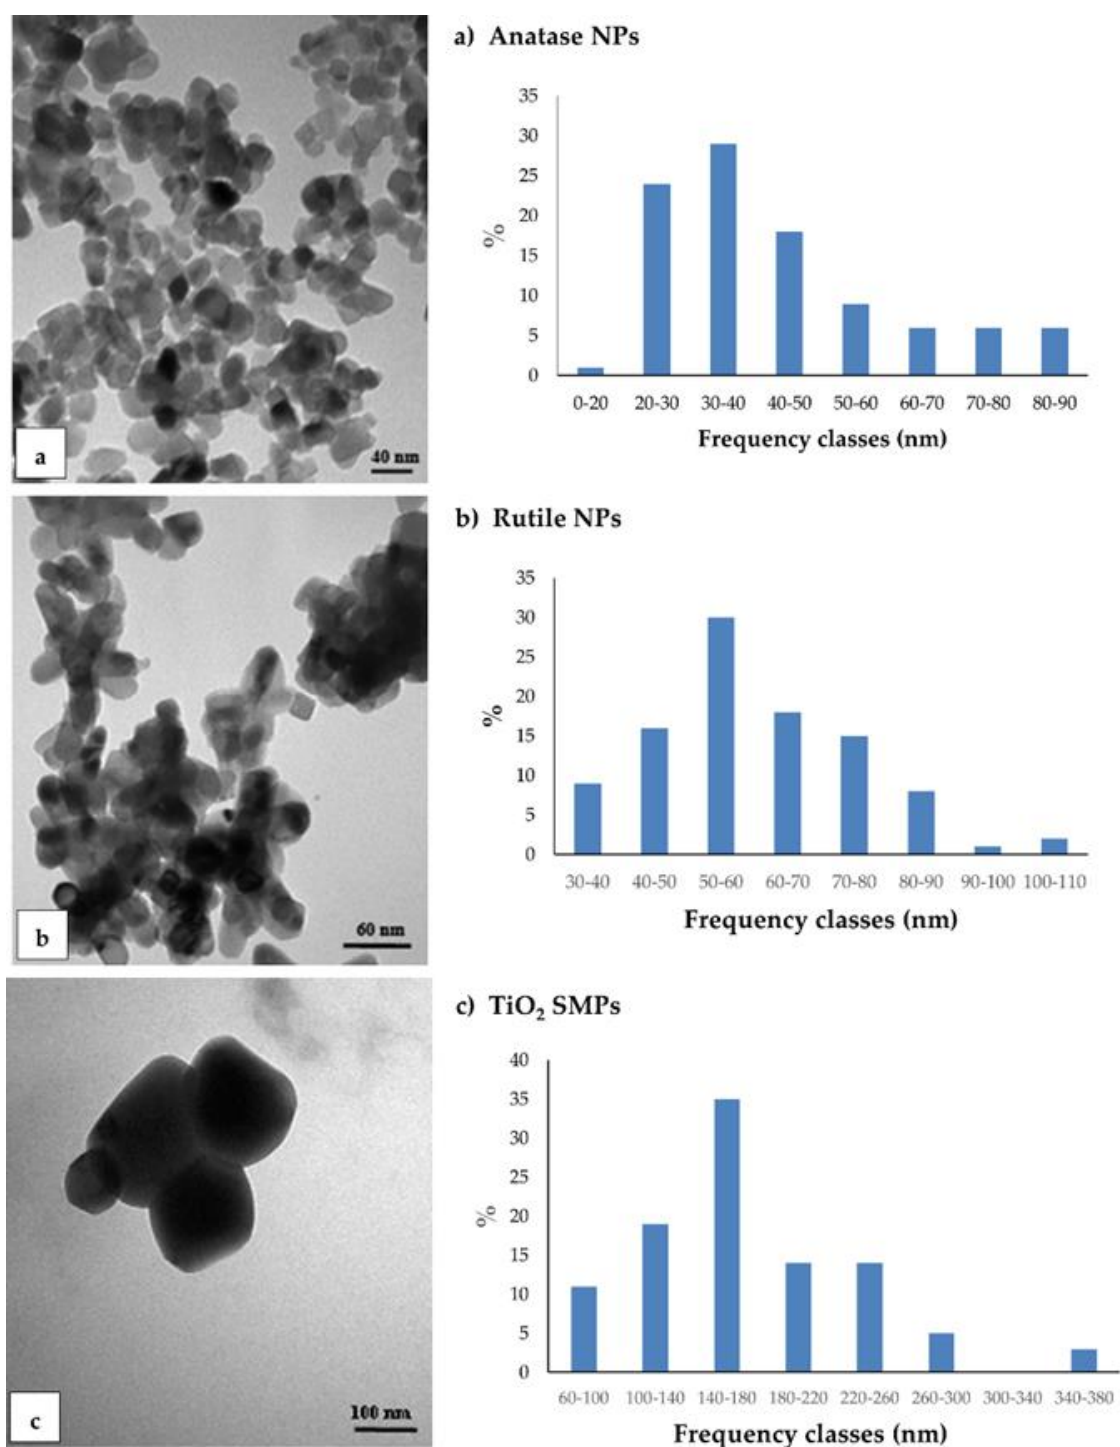 a) Anatase NPs
35
30
25
20
15
10
5
0
%
0-20 20-30 30-40 40-50 50-60 60-70 70-80 80-90
Frequency classes (nm)
a
40 nm
b) Rutile NPs
35
30
25
20
15
10
5
0
%
30-40 40-50 50-60 60-70 70-80 80-90 90-100 100-110
Frequency classes (nm)
b
60 nm
c) TiO₂ SMPs
40
35
30
25
20
15
10
5
0
%
60-100 100-140 140-180 180-220 220-260 260-300 300-340 340-380
Frequency classes (nm)
c
100 nm